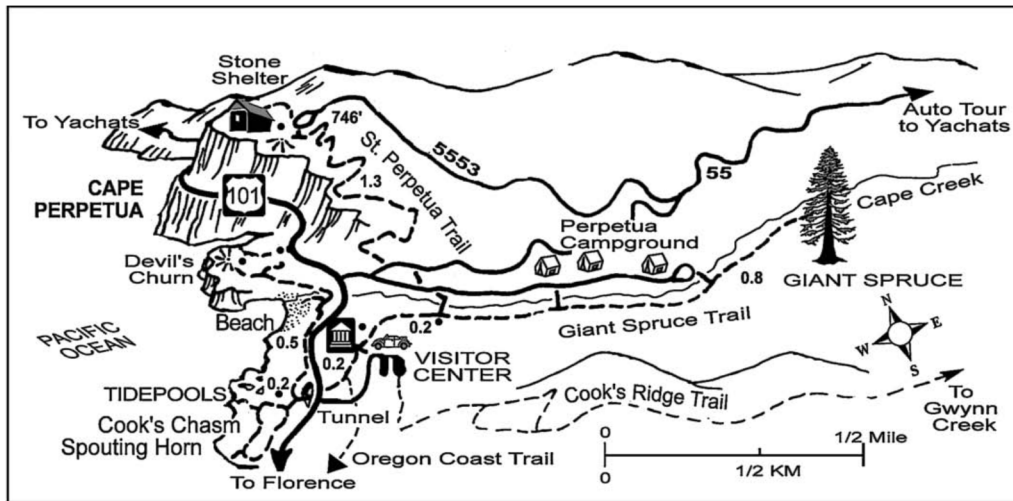 Stone
Shelter
746'
To Yachats
Auto Tour
to Yachats
5553
55
St. Perpetua Trail
1.3
CAPE
PERPETUA
101
Cape Creek
Perpetua
Campground
Devil's
Churn
GIANT SPRUCE
0.8
Beach
Giant Spruce Trail
PACIFIC
OCEAN
0.5
0.2
0.2
VISITOR
CENTER
N
E
W
S
TIDEPOOLS
0.2
Tunnel
Cook's Chasm
Spouting Horn
Cook's Ridge Trail
To
Gwynn
Creek
Oregon Coast Trail
To Florence
0
1/2 Mile
0
1/2 KM